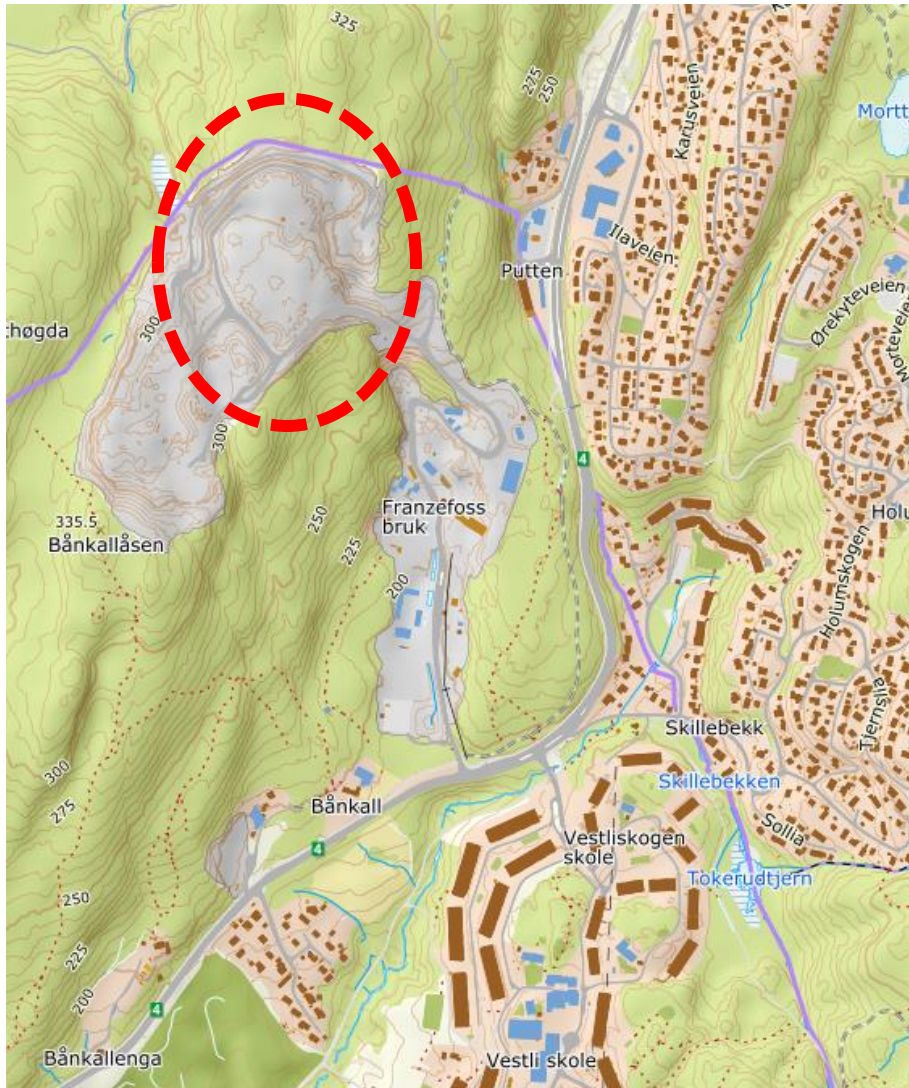 325
Karusveien
275
250
Mortt
Ilaveien
Putten
Ørekyteveien
Morteveien
300
høgda
4
300
Franzefoss
bruk
250
335.5
Bånkallåsen
225
200
Holu
Holumskogen
Tjernslia
Skillebekk
300
Skillebekken
275
Bånkall
Sollia
4
Vestliskogen
skole
Tokerudtjern
250
225
200
4
Bånkallenga
Vestli skole